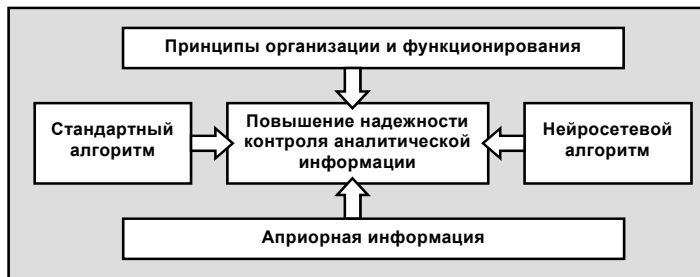 Принципы организации и функционирования
Стандартный
алгоритм
Повышение надежности
контроля аналитической
информации
Нейросетевой
алгоритм
Априорная информация